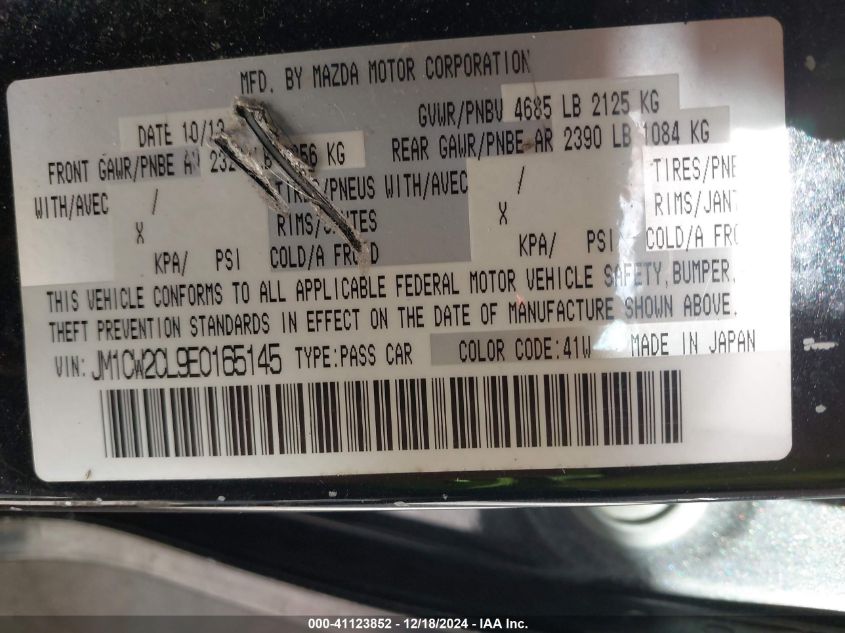 MFD. BY MAZDA MOTOR CORPORATION
DATE 10/13 GVWR/PNBV 4685 LB 2125 KG
FRONT GAWR/PNBE KG REAR GAWR/PNBE AR 2390 LB 1084 KG
WITH/AVEC / TIRES/PNEUS WITH/AVEC / TIRES/PNE
X RIMS/JANTES X RIMS/JANT
KPA/ PSI COLD/A FROID KPA/ PSI COLD/A FRO
THIS VEHICLE CONFORMS TO ALL APPLICABLE FEDERAL MOTOR VEHICLE SAFETY, BUMPER,
THEFT PREVENTION STANDARDS IN EFFECT ON THE DATE OF MANUFACTURE SHOWN ABOVE.
VIN: JM1CW2CL9E0165145 TYPE:PASS CAR COLOR CODE:41W MADE IN JAPAN
000-41123852 - 12/18/2024 - IAA Inc.